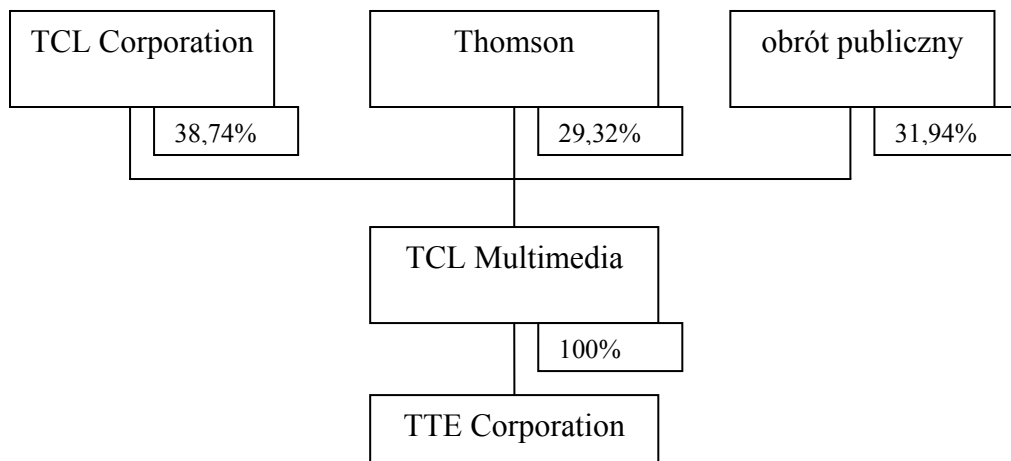 TCL Corporation
Thomson
obrót publiczny
38,74%
29,32%
31,94%
TCL Multimedia
100%
TTE Corporation